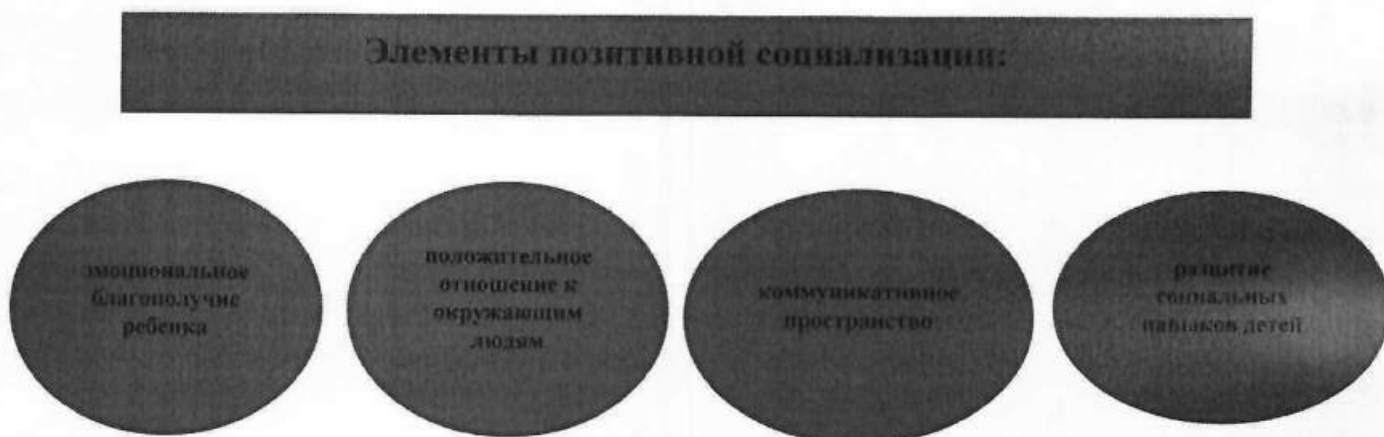 Элементы позитивной социализации:
эмоциональное
благополучие
ребенка
положительное
отношение к
окружающим
людям
коммуникативное
пространство
развитие
социальных
навыков детей